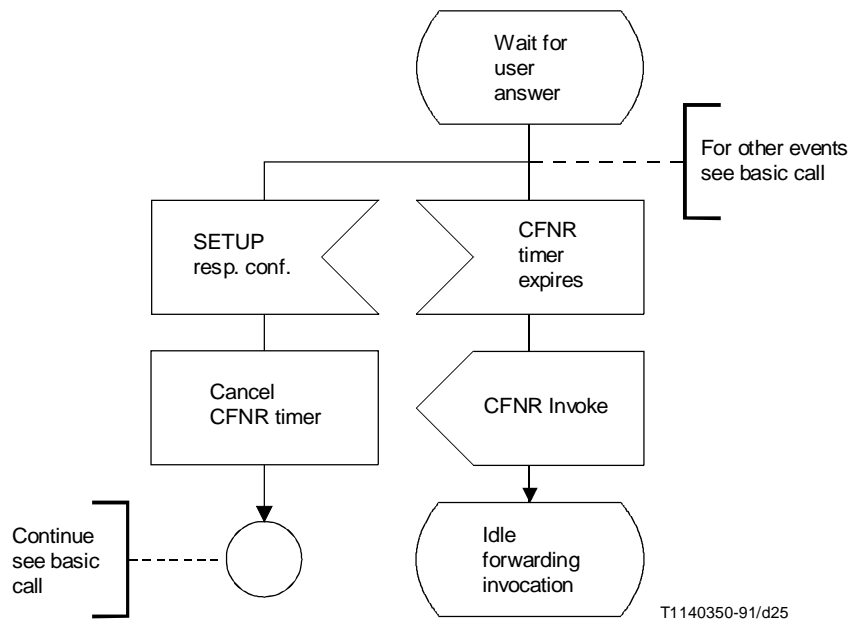 Wait for
user
answer
For other events
see basic call
SETUP
resp. conf.
CFNR
timer
expires
Cancel
CFNR timer
CFNR Invoke
Continue
see basic
call
Idle
forwarding
invocation
T1140350-91/d25